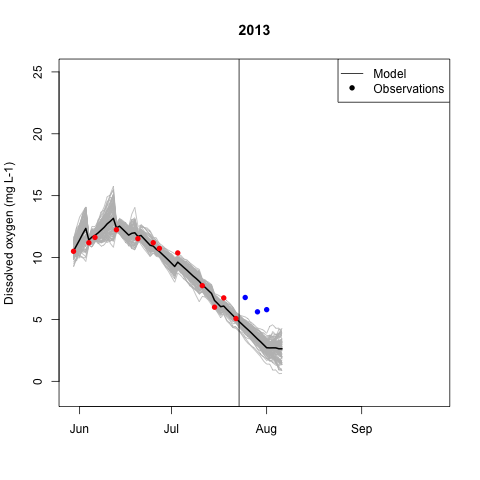 2013
Model
Observations
Dissolved oxygen (mg L-1)
25
20
15
10
5
0
Jun
Jul
Aug
Sep